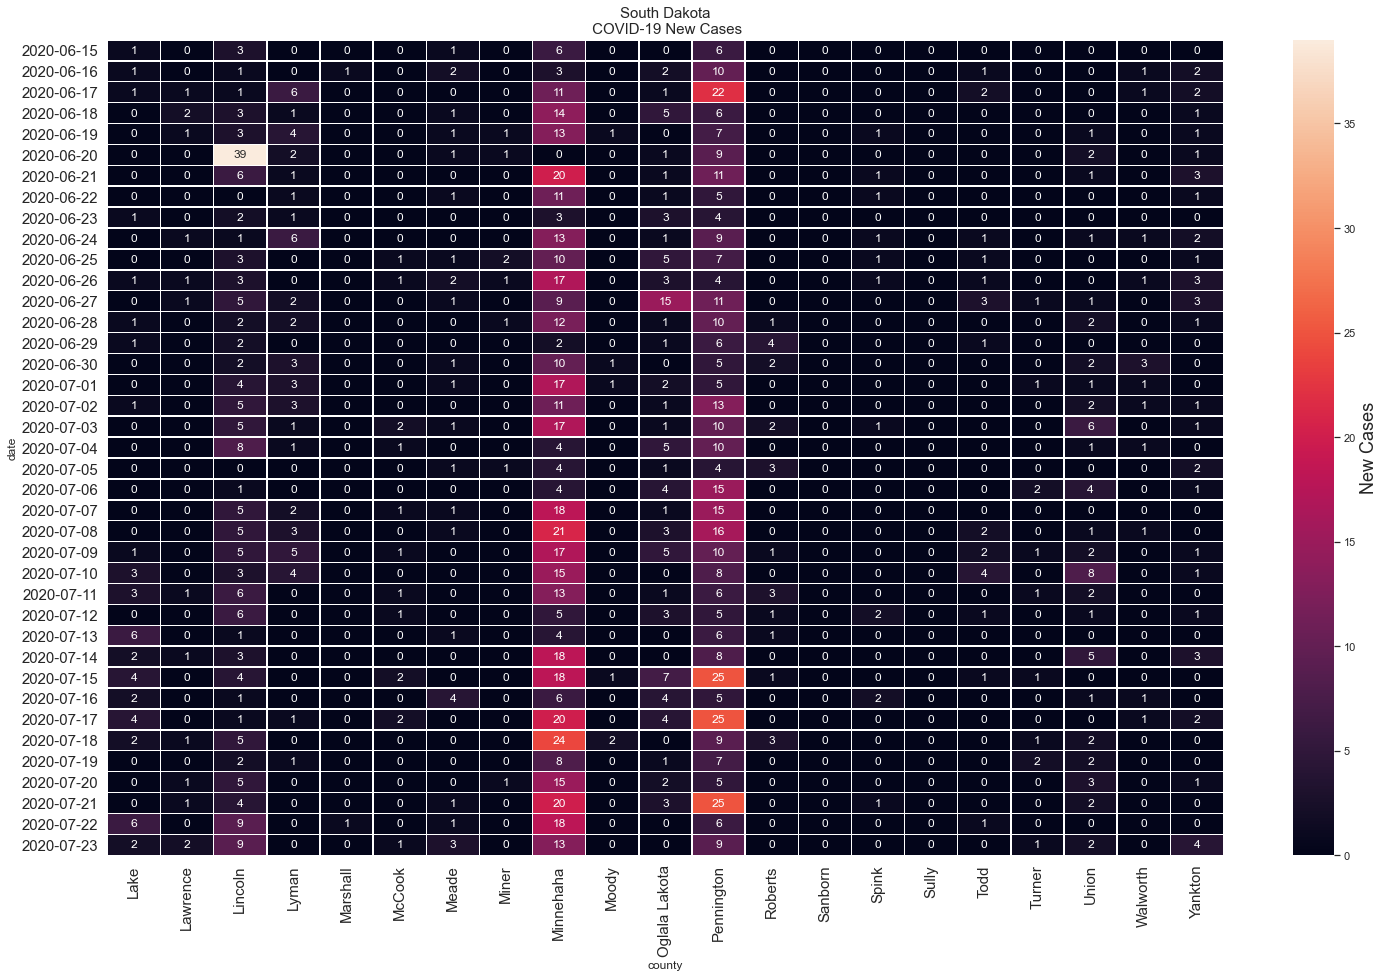 South Dakota
COVID-19 New Cases
2020-06-15 1 0 3 0 0 0 1 0 6 0 0 6 0 0 0 0 0 0 0 0 0
2020-06-16 1 0 1 0 1 0 2 0 3 0 2 10 0 0 0 0 1 0 0 1 2
2020-06-17 1 1 1 6 0 0 0 0 11 0 1 22 0 0 0 0 2 0 0 1 2
2020-06-18 0 2 3 1 0 0 1 0 14 0 5 6 0 0 0 0 0 0 0 0 1
2020-06-19 0 1 3 4 0 0 1 1 13 1 0 7 0 0 1 0 0 0 1 0 1
2020-06-20 0 0 39 2 0 0 1 1 0 0 1 9 0 0 0 0 0 0 2 0 1
2020-06-21 0 0 6 1 0 0 0 0 20 0 1 11 0 0 1 0 0 0 1 0 3
2020-06-22 0 0 0 1 0 0 1 0 11 0 1 5 0 0 1 0 0 0 0 0 1
2020-06-23 1 0 2 1 0 0 0 0 3 0 3 4 0 0 0 0 0 0 0 0 0
2020-06-24 0 1 1 6 0 0 0 0 13 0 1 9 0 0 1 0 1 0 1 1 2
2020-06-25 0 0 3 0 0 1 1 2 10 0 5 7 0 0 1 0 1 0 0 0 1
2020-06-26 1 1 3 0 0 1 2 1 17 0 3 4 0 0 1 0 1 0 0 1 3
2020-06-27 0 1 5 2 0 0 1 0 9 0 15 11 0 0 0 0 3 1 1 0 3
2020-06-28 1 0 2 2 0 0 0 1 12 0 1 10 1 0 0 0 0 0 2 0 1
2020-06-29 1 0 2 0 0 0 0 0 2 0 1 6 4 0 0 0 1 0 0 0 0
2020-06-30 0 0 2 3 0 0 1 0 10 1 0 5 2 0 0 0 0 0 2 3 0
2020-07-01 0 0 4 3 0 0 1 0 17 1 2 5 0 0 0 0 0 1 1 1 0
2020-07-02 1 0 5 3 0 0 0 0 11 0 1 13 0 0 0 0 0 0 2 1 1
2020-07-03 0 0 5 1 0 2 1 0 17 0 1 10 2 0 1 0 0 0 6 0 1
2020-07-04 0 0 8 1 0 1 0 0 4 0 5 10 0 0 0 0 0 0 1 1 0
2020-07-05 0 0 0 0 0 0 1 1 4 0 1 4 3 0 0 0 0 0 0 0 2
2020-07-06 0 0 1 0 0 0 0 0 4 0 4 15 0 0 0 0 0 2 4 0 1
2020-07-07 0 0 5 2 0 1 1 0 18 0 1 15 0 0 0 0 0 0 0 0 0
2020-07-08 0 0 5 3 0 0 1 0 21 0 3 16 0 0 0 0 2 0 1 1 0
2020-07-09 1 0 5 5 0 1 0 0 17 0 5 10 1 0 0 0 2 1 2 0 1
2020-07-10 3 0 3 4 0 0 0 0 15 0 0 8 0 0 0 0 4 0 8 0 1
2020-07-11 3 1 6 0 0 1 0 0 13 0 1 6 3 0 0 0 0 1 2 0 0
2020-07-12 0 0 6 0 0 1 0 0 5 0 3 5 1 0 2 0 1 0 1 0 1
2020-07-13 6 0 1 0 0 0 1 0 4 0 0 6 1 0 0 0 0 0 0 0 0
2020-07-14 2 1 3 0 0 0 0 0 18 0 0 8 0 0 0 0 0 0 5 0 3
2020-07-15 4 0 4 0 0 2 0 0 18 1 7 25 1 0 0 0 1 1 0 0 0
2020-07-16 2 0 1 0 0 0 4 0 6 0 4 5 0 0 2 0 0 0 1 1 0
2020-07-17 4 0 1 1 0 2 0 0 20 0 4 25 0 0 0 0 0 0 0 1 2
2020-07-18 2 1 5 0 0 0 0 0 24 2 0 9 3 0 0 0 0 1 2 0 0
2020-07-19 0 0 2 1 0 0 0 0 8 0 1 7 0 0 0 0 0 2 2 0 0
2020-07-20 0 1 5 0 0 0 0 1 15 0 2 5 0 0 0 0 0 0 3 0 1
2020-07-21 0 1 4 0 0 0 1 0 20 0 3 25 0 0 1 0 0 0 2 0 0
2020-07-22 6 0 9 0 1 0 1 0 18 0 0 6 0 0 0 0 1 0 0 0 0
2020-07-23 2 2 9 0 0 1 3 0 13 0 0 9 0 0 0 0 0 1 2 0 4
Lake Lawrence Lincoln Lyman Marshall McCook Meade Miner Minnehaha Moody Oglala Lakota Pennington Roberts Sanborn Spink Sully Todd Turner Union Walworth Yankton
county
date
35
30
25
20
15
10
5
0
New Cases